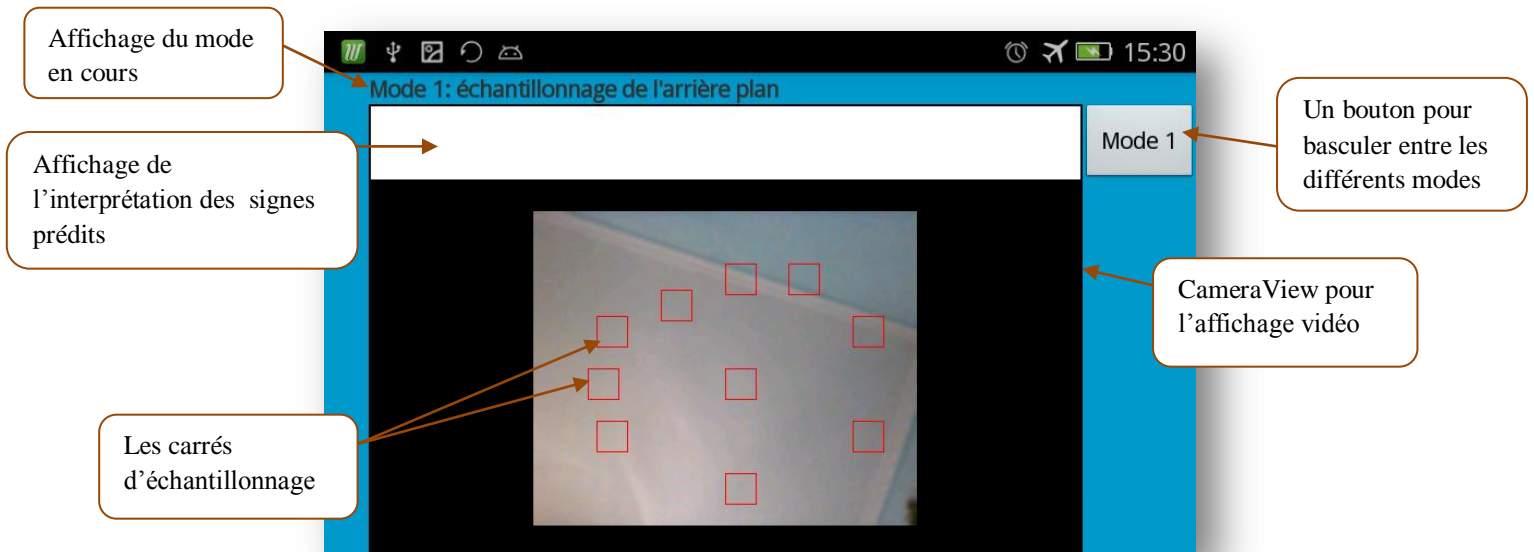 Affichage du mode
en cours
15:30
Mode 1: échantillonnage de l'arrière plan
Mode 1
Un bouton pour
basculer entre les
différents modes
Affichage de
l’interprétation des signes
prédits
CameraView pour
l’affichage vidéo
Les carrés
d’échantillonnage